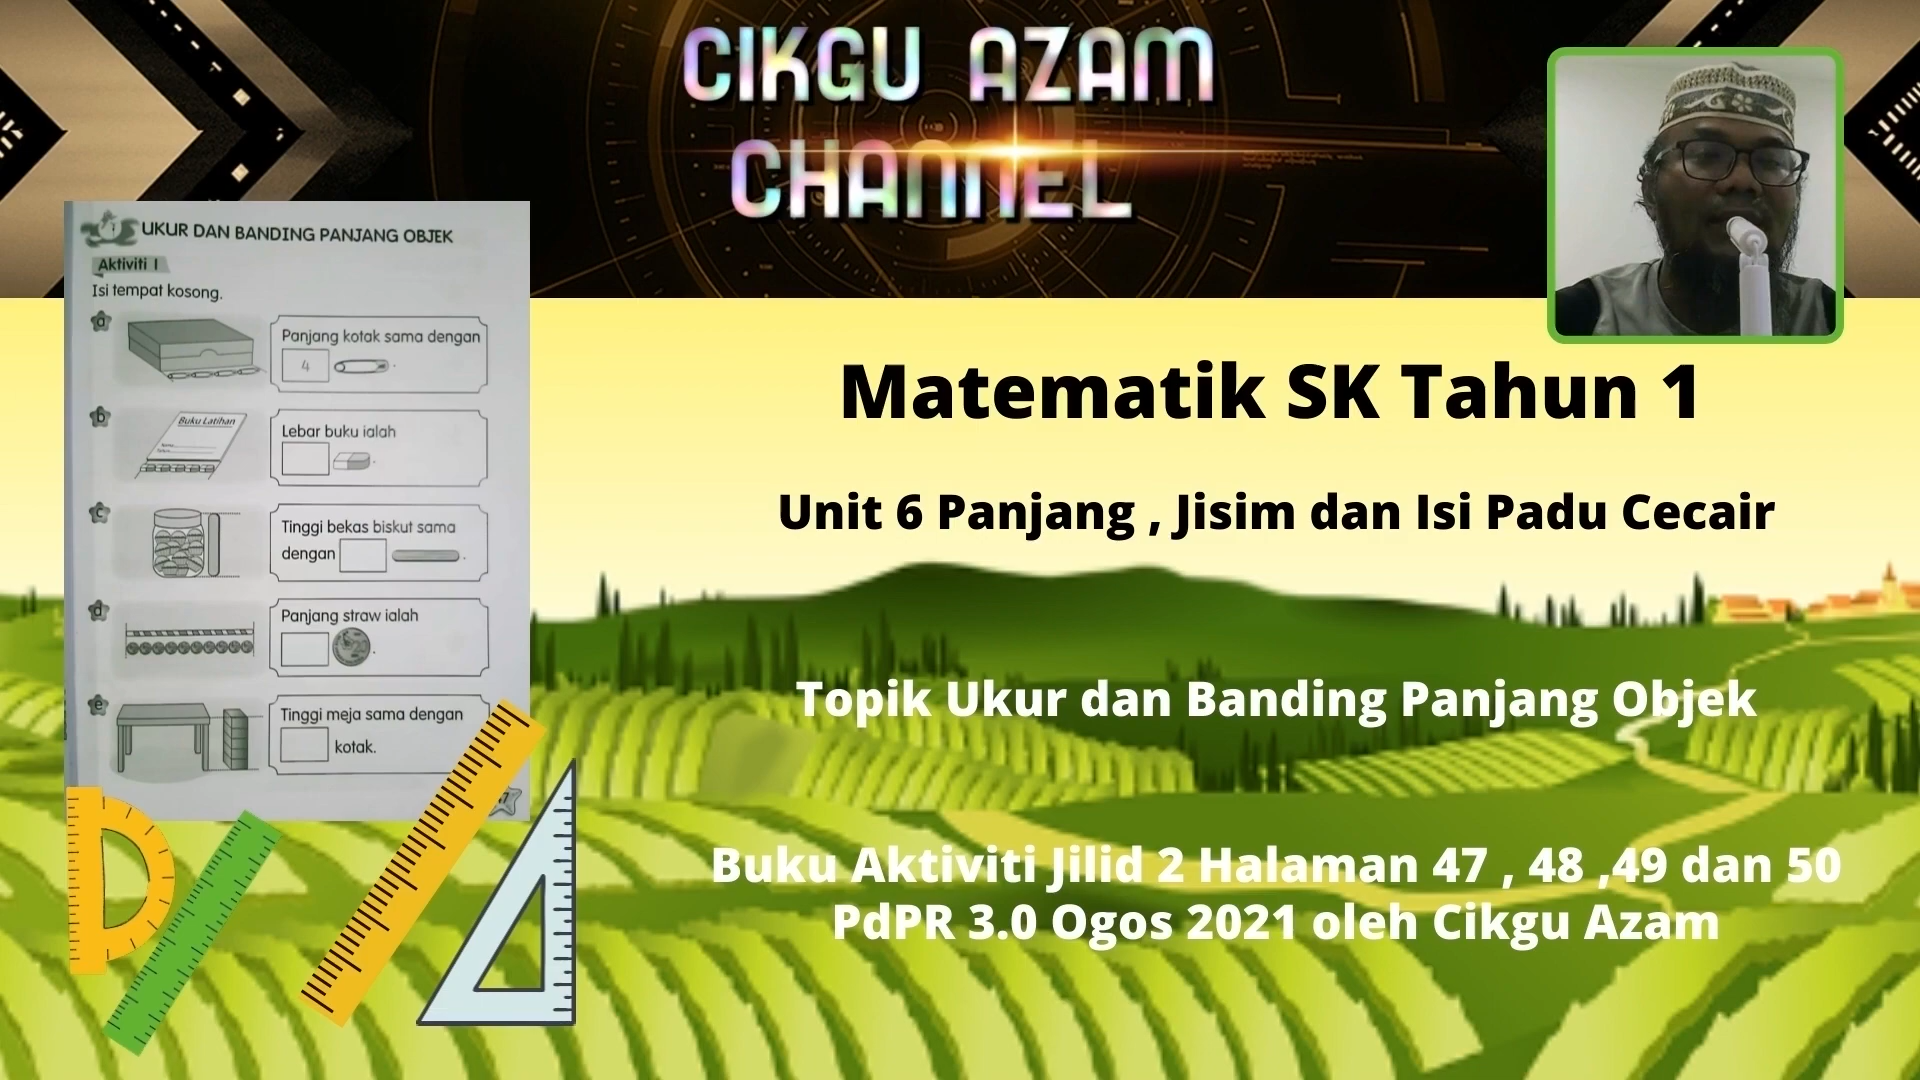 CIKGU AZAM
CHANNEL
UKUR DAN BANDING PANJANG OBJEK
Aktiviti 1
Isi tempat kosong.
a
Panjang kotak sama dengan
4
b
Buku Latihan
Lebar buku ialah
c
Tinggi bekas biskut sama
dengan
d
Panjang straw ialah
e
Tinggi meja sama dengan
kotak.
Matematik SK Tahun 1
Unit 6 Panjang , Jisim dan Isi Padu Cecair
Topik Ukur dan Banding Panjang Objek
Buku Aktiviti Jilid 2 Halaman 47 , 48 ,49 dan 50
PdPR 3.0 Ogos 2021 oleh Cikgu Azam